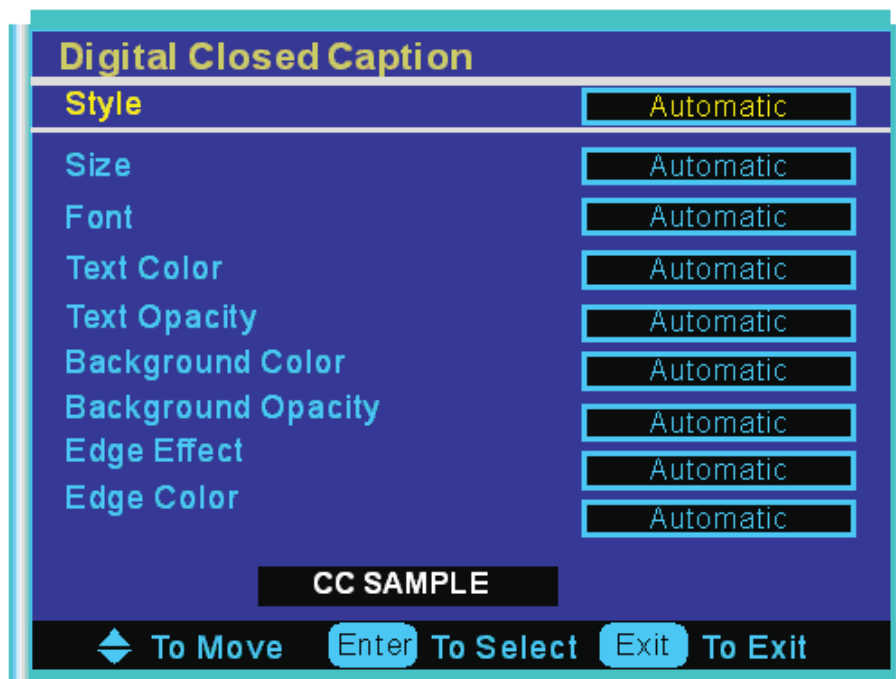 Digital Closed Caption
Style Automatic
Size Automatic
Font Automatic
Text Color Automatic
Text Opacity Automatic
Background Color Automatic
Background Opacity Automatic
Edge Effect Automatic
Edge Color Automatic
CC SAMPLE
To Move Enter To Select Exit To Exit